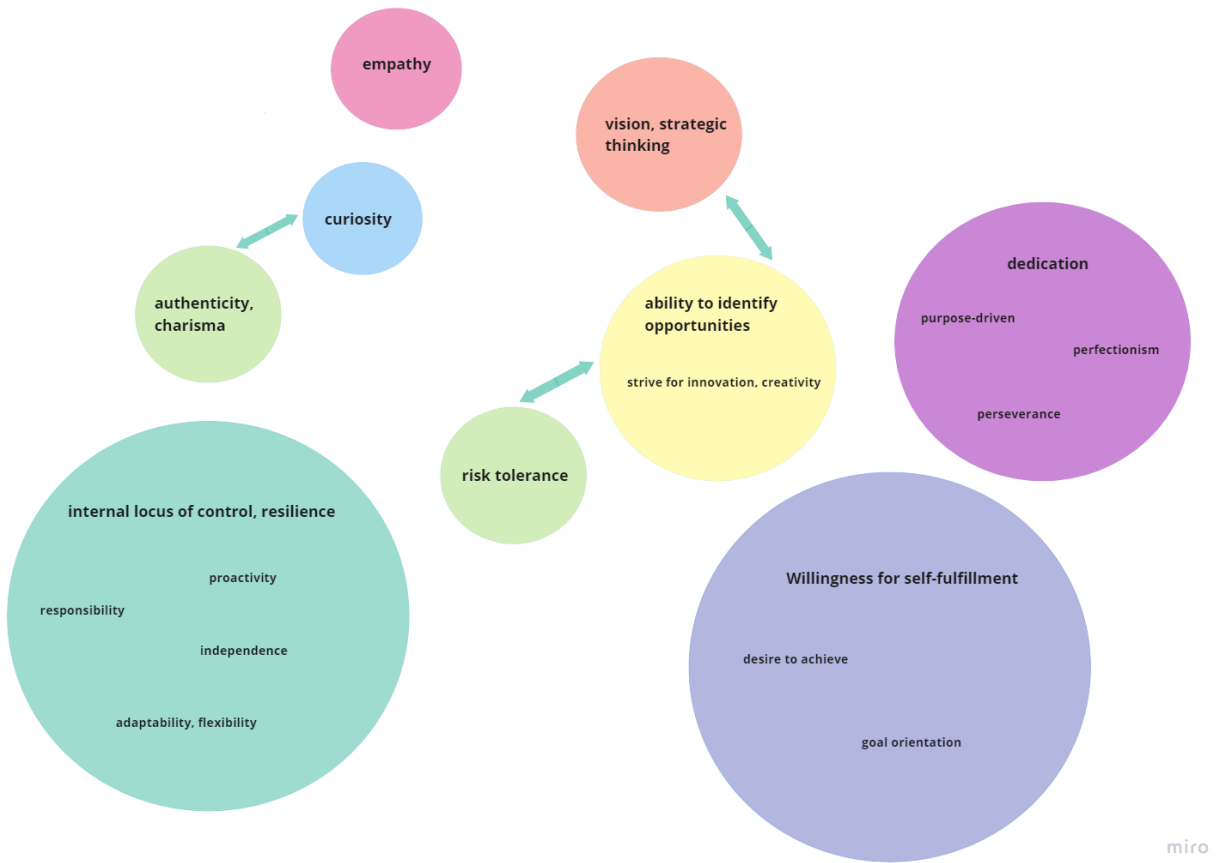 empathy
vision, strategic
thinking
curiosity
authenticity,
charisma
ability to identify
opportunities
strive for innovation, creativity
risk tolerance
dedication
purpose-driven
perfectionism
perseverance
internal locus of control, resilience
proactivity
responsibility
independence
adaptability, flexibility
Willingness for self-fulfillment
desire to achieve
goal orientation
miro